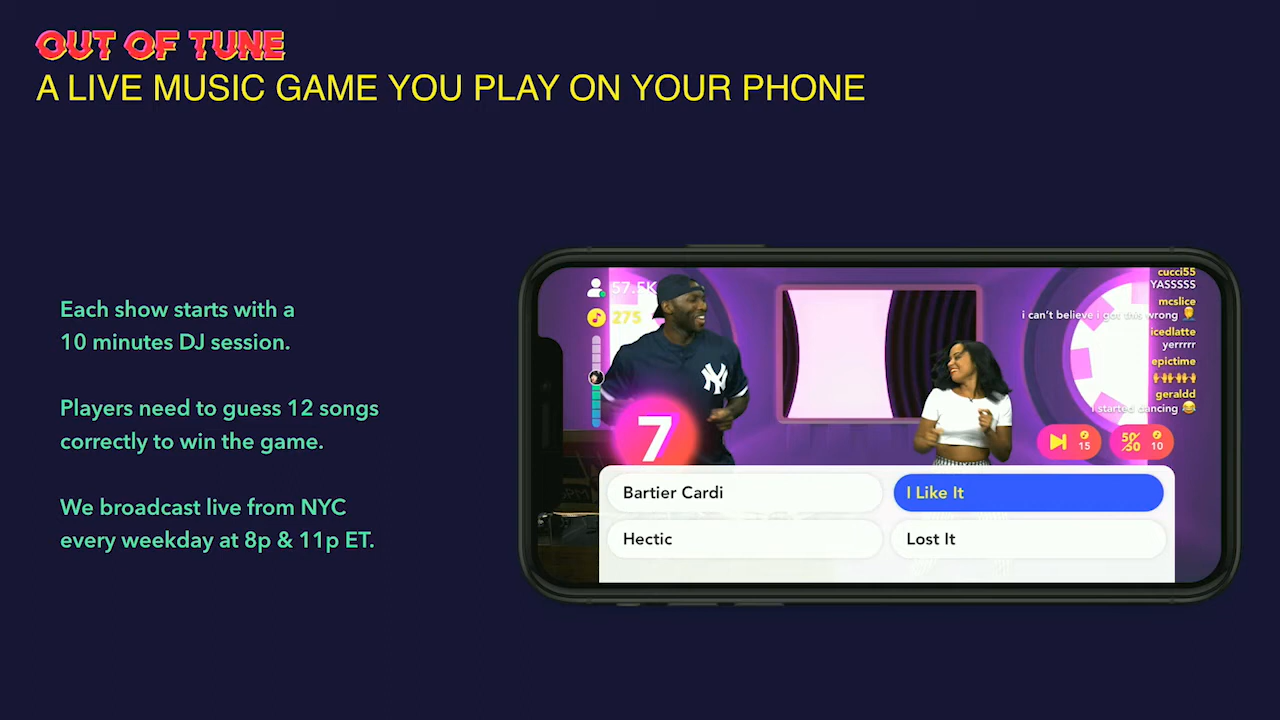 OUT OF TUNE
A LIVE MUSIC GAME YOU PLAY ON YOUR PHONE
Each show starts with a
10 minutes DJ session.
Players need to guess 12 songs
correctly to win the game.
We broadcast live from NYC
every weekday at 8p & 11p ET.
57.5K
275
NY
7
cucci55
YASSSSS
mcslice
i can't believe i got this wrong 🤦
icedlatte
yerrrrr
epictime
🙌🙌🙌🙌
geraldd
I started dancing 😂
15
50/50 10
Bartier Cardi
I Like It
Hectic
Lost It